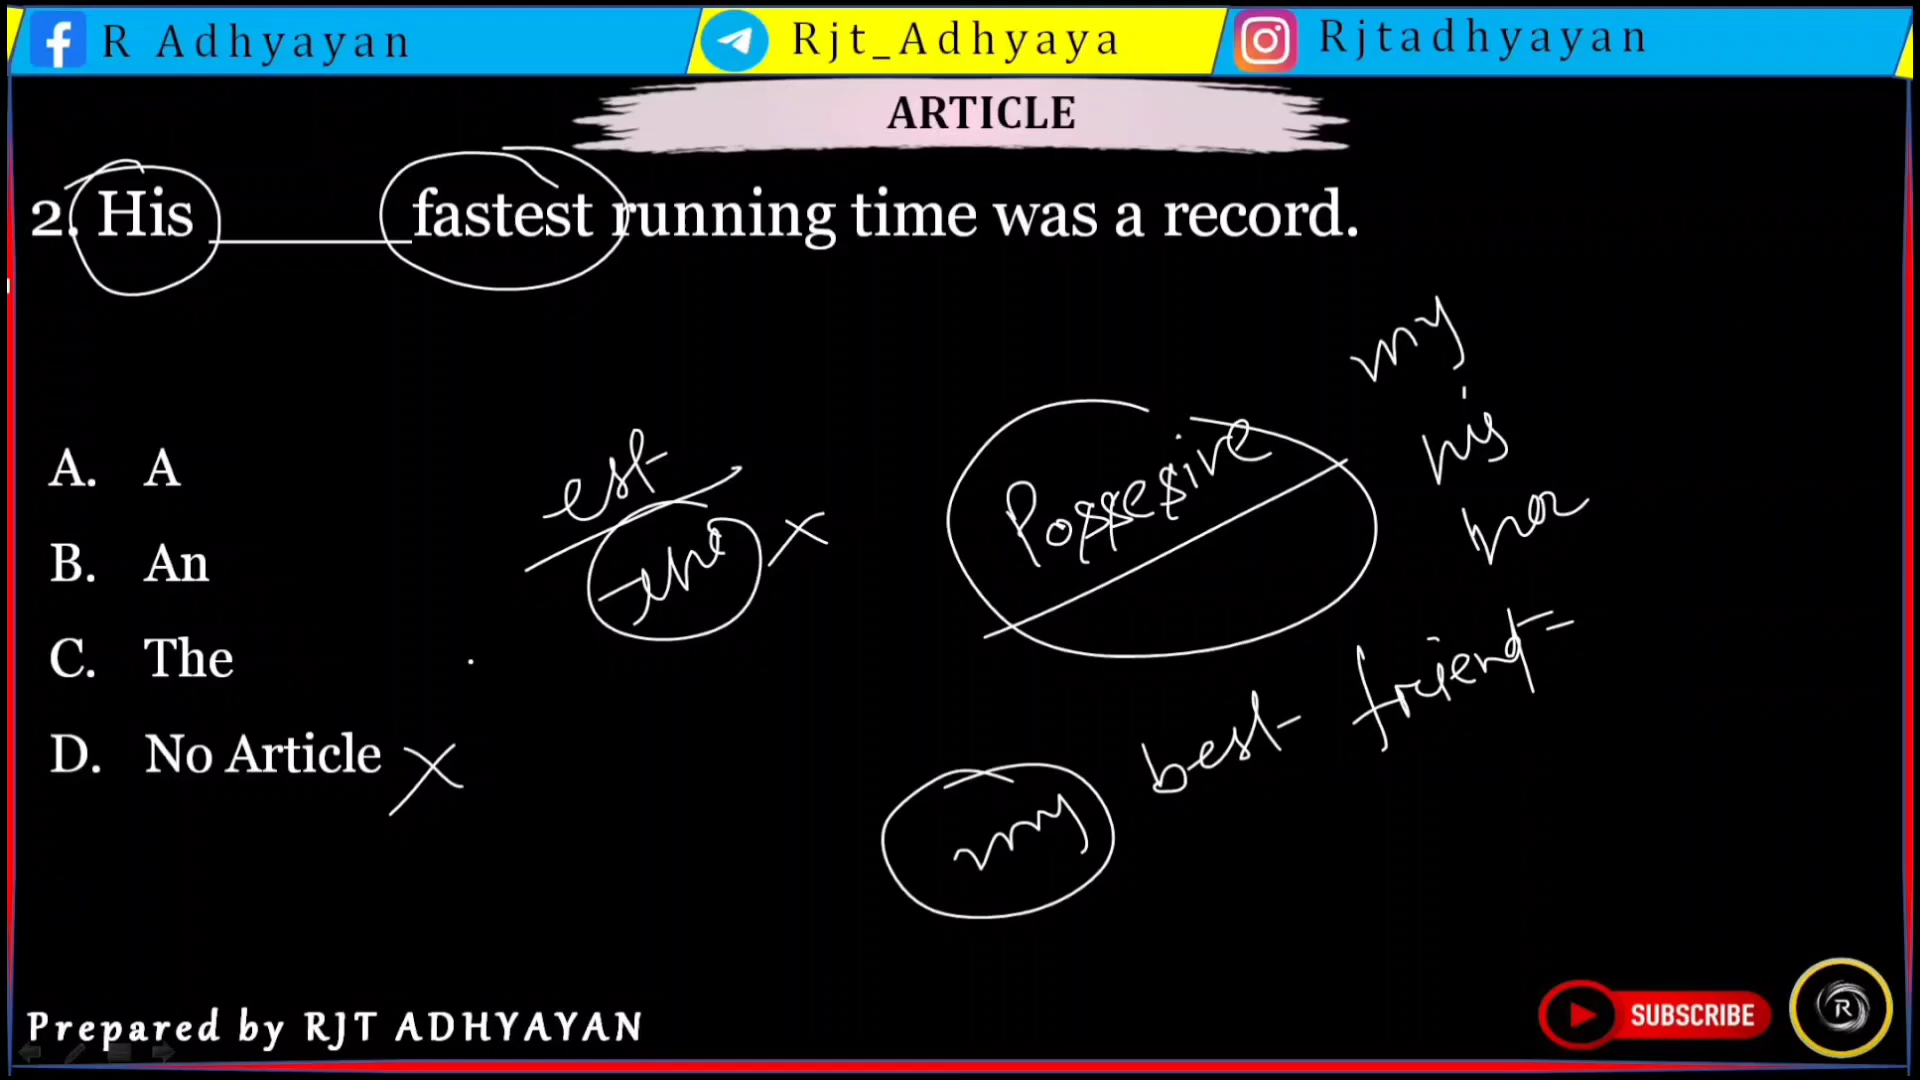 R Adhyayan
Rjt_Adhyaya
Rjtadhyayan
ARTICLE
2. His ______ fastest running time was a record.
my
his
her
A. A
est
Possesive
B. An
the ×
C. The
best friend
D. No Article ×
my
Prepared by RJT ADHYAYAN
SUBSCRIBE
R